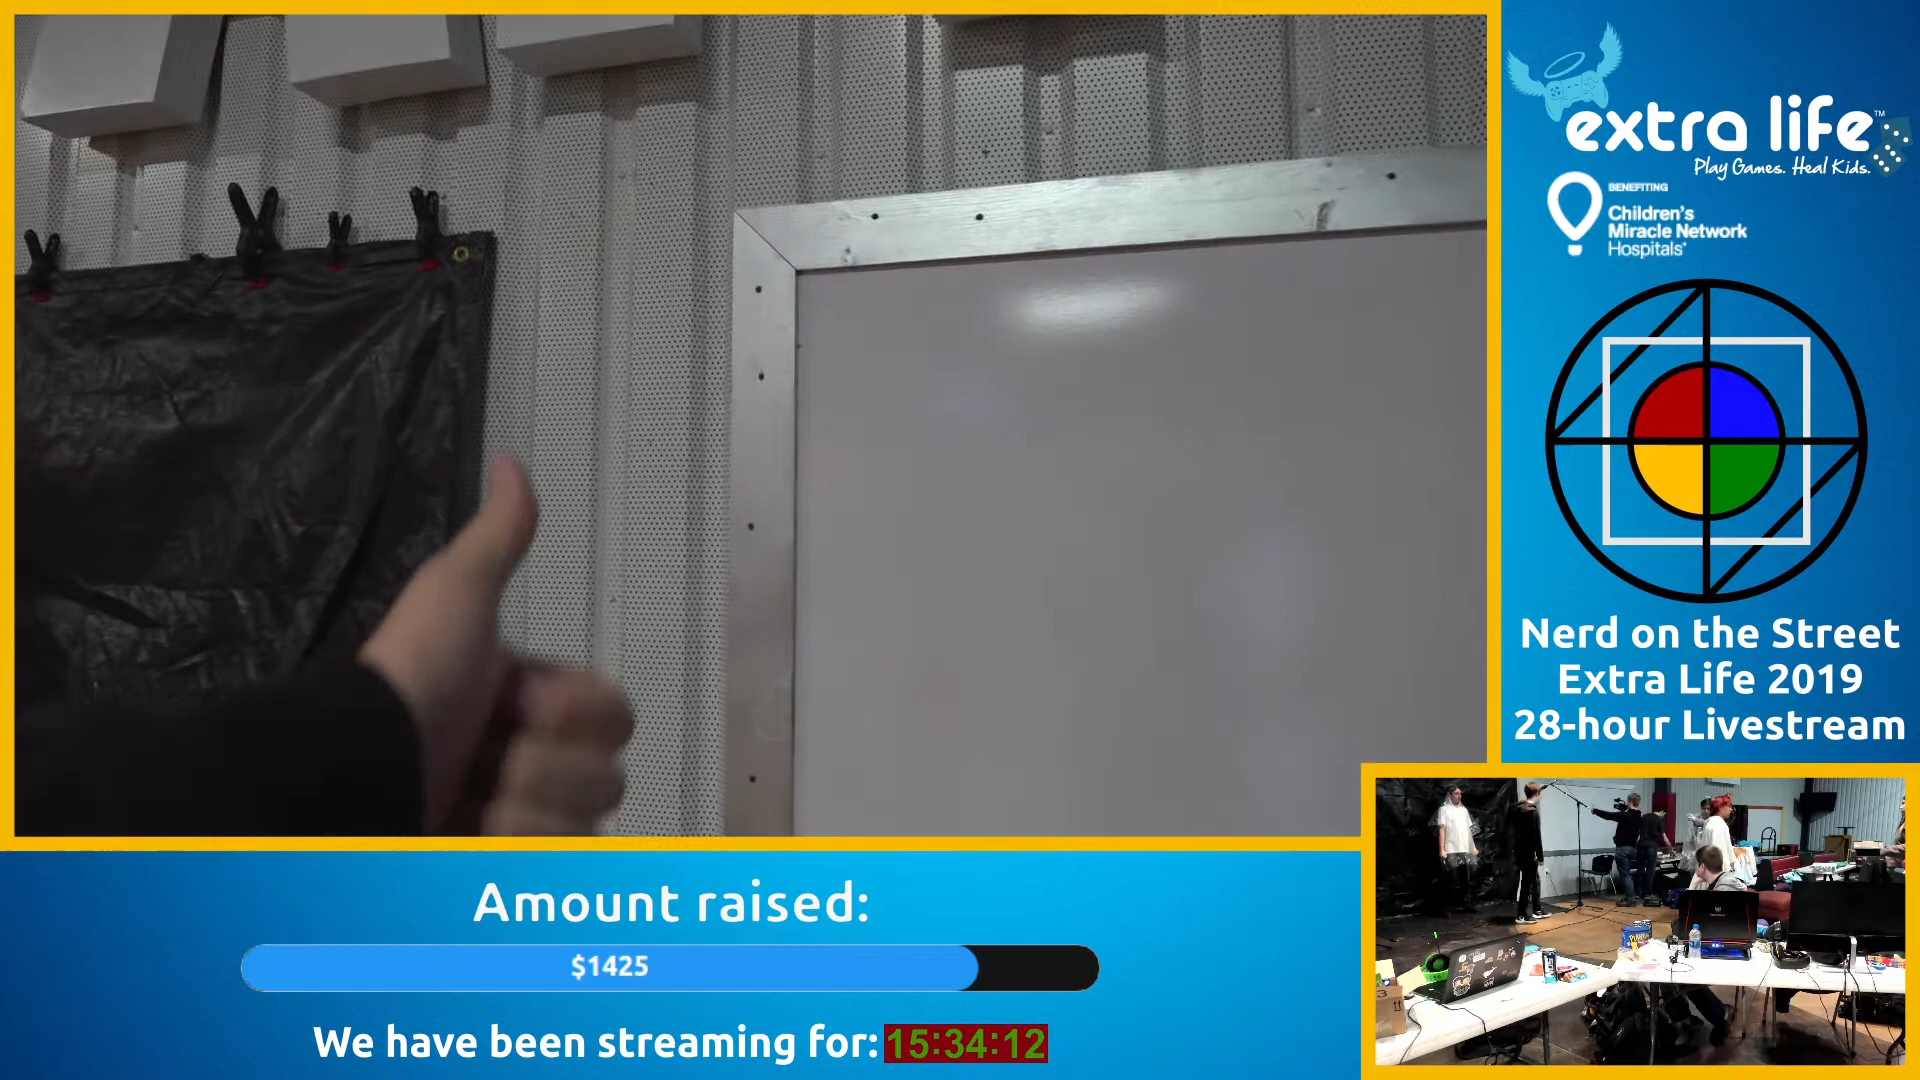 extra life™
Play Games. Heal Kids.
BENEFITING
Children's
Miracle Network
Hospitals®
Nerd on the Street
Extra Life 2019
28-hour Livestream
Amount raised:
$1425
We have been streaming for: 15:34:12